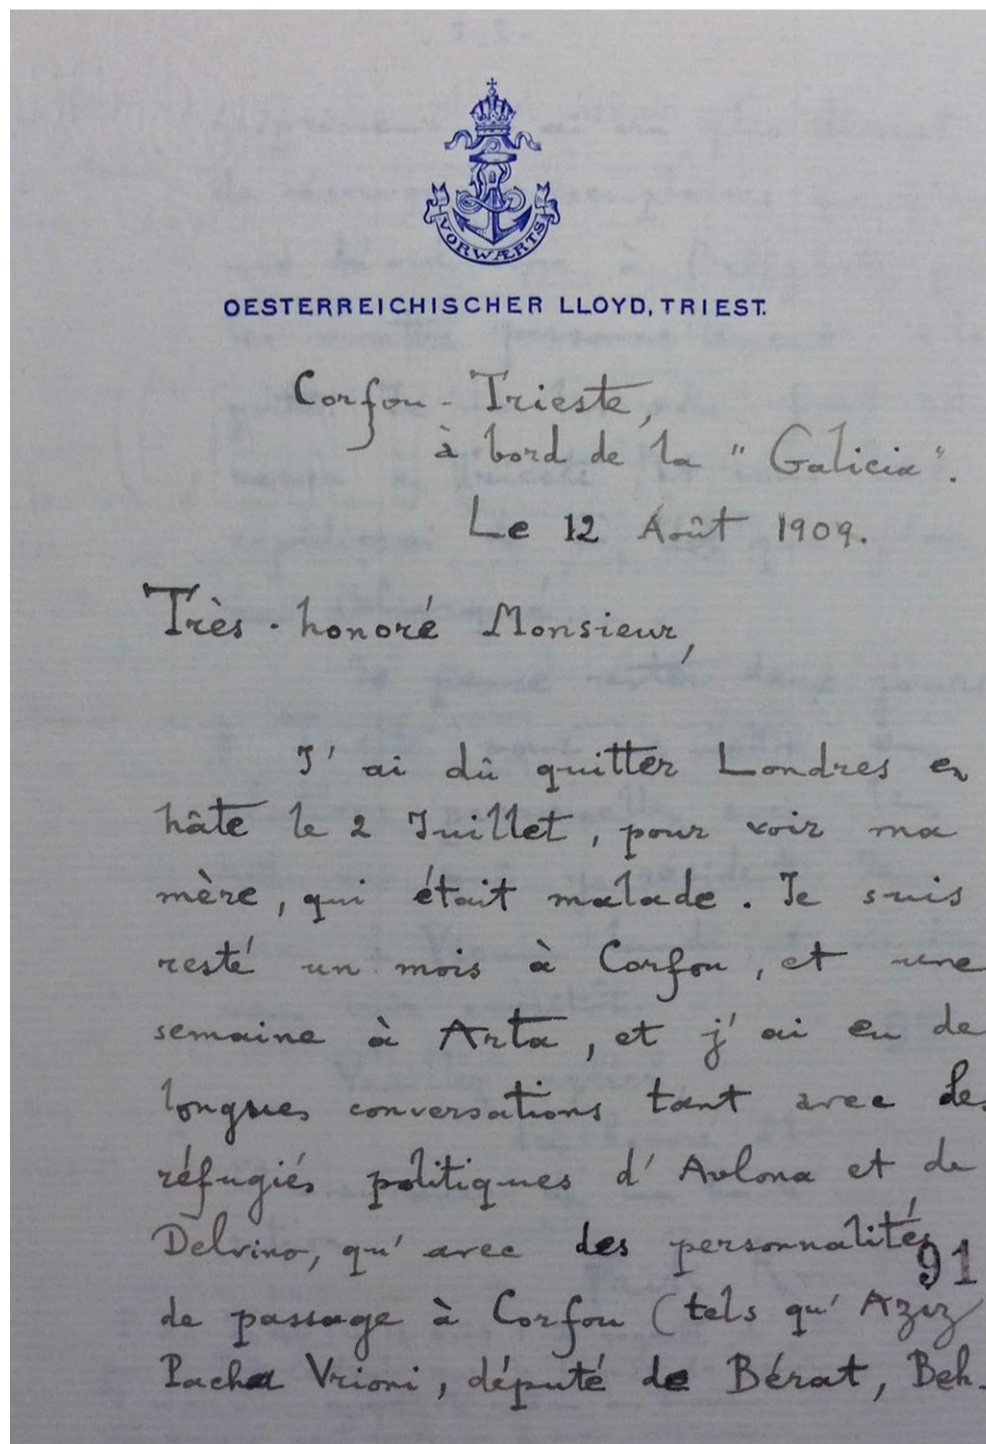 VORWÆRTS
OESTERREICHISCHER LLOYD, TRIEST.
Corfou - Trieste,
à bord de la "Galicia".
Le 12 Août 1909.
Très-honoré Monsieur,
J'ai dû quitter Londres en
hâte le 2 Juillet, pour voir ma
mère, qui était malade. Je suis
resté un mois à Corfou, et une
semaine à Arta, et j'ai eu de
longues conversations tant avec des
réfugiés politiques d'Avlona et de
Delvino, qu'avec des personnalités
91
de passage à Corfou (tels qu'Aziz
Pacha Vrioni, député de Bérat, Beh-